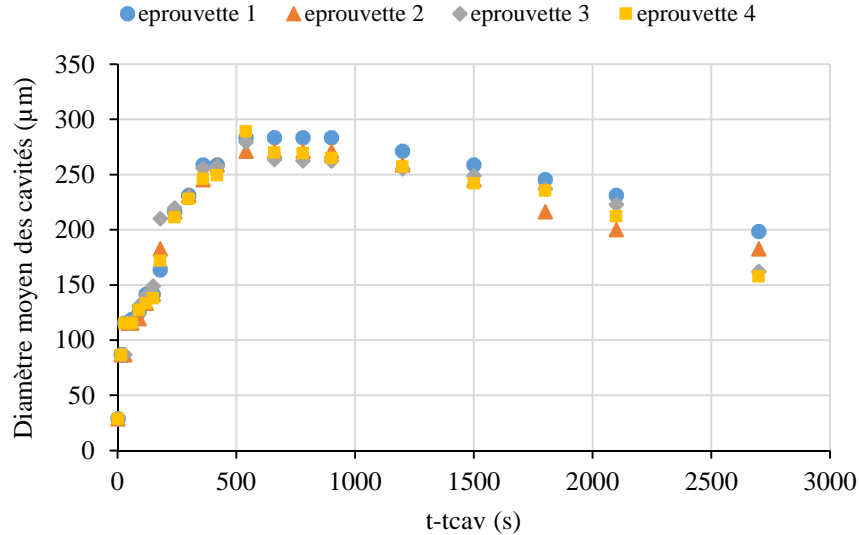 eprouvette 1 eprouvette 2 eprouvette 3 eprouvette 4
Diamètre moyen des cavités (µm)
350
300
250
200
150
100
50
0
0 500 1000 1500 2000 2500 3000
t-tcav (s)